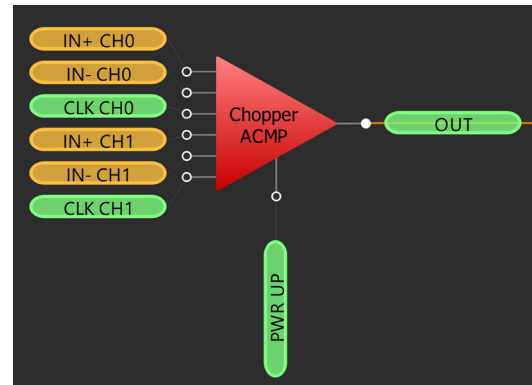 IN+ CH0
IN- CH0
CLK CH0
IN+ CH1
IN- CH1
CLK CH1
Chopper
ACMP
OUT
PWR UP